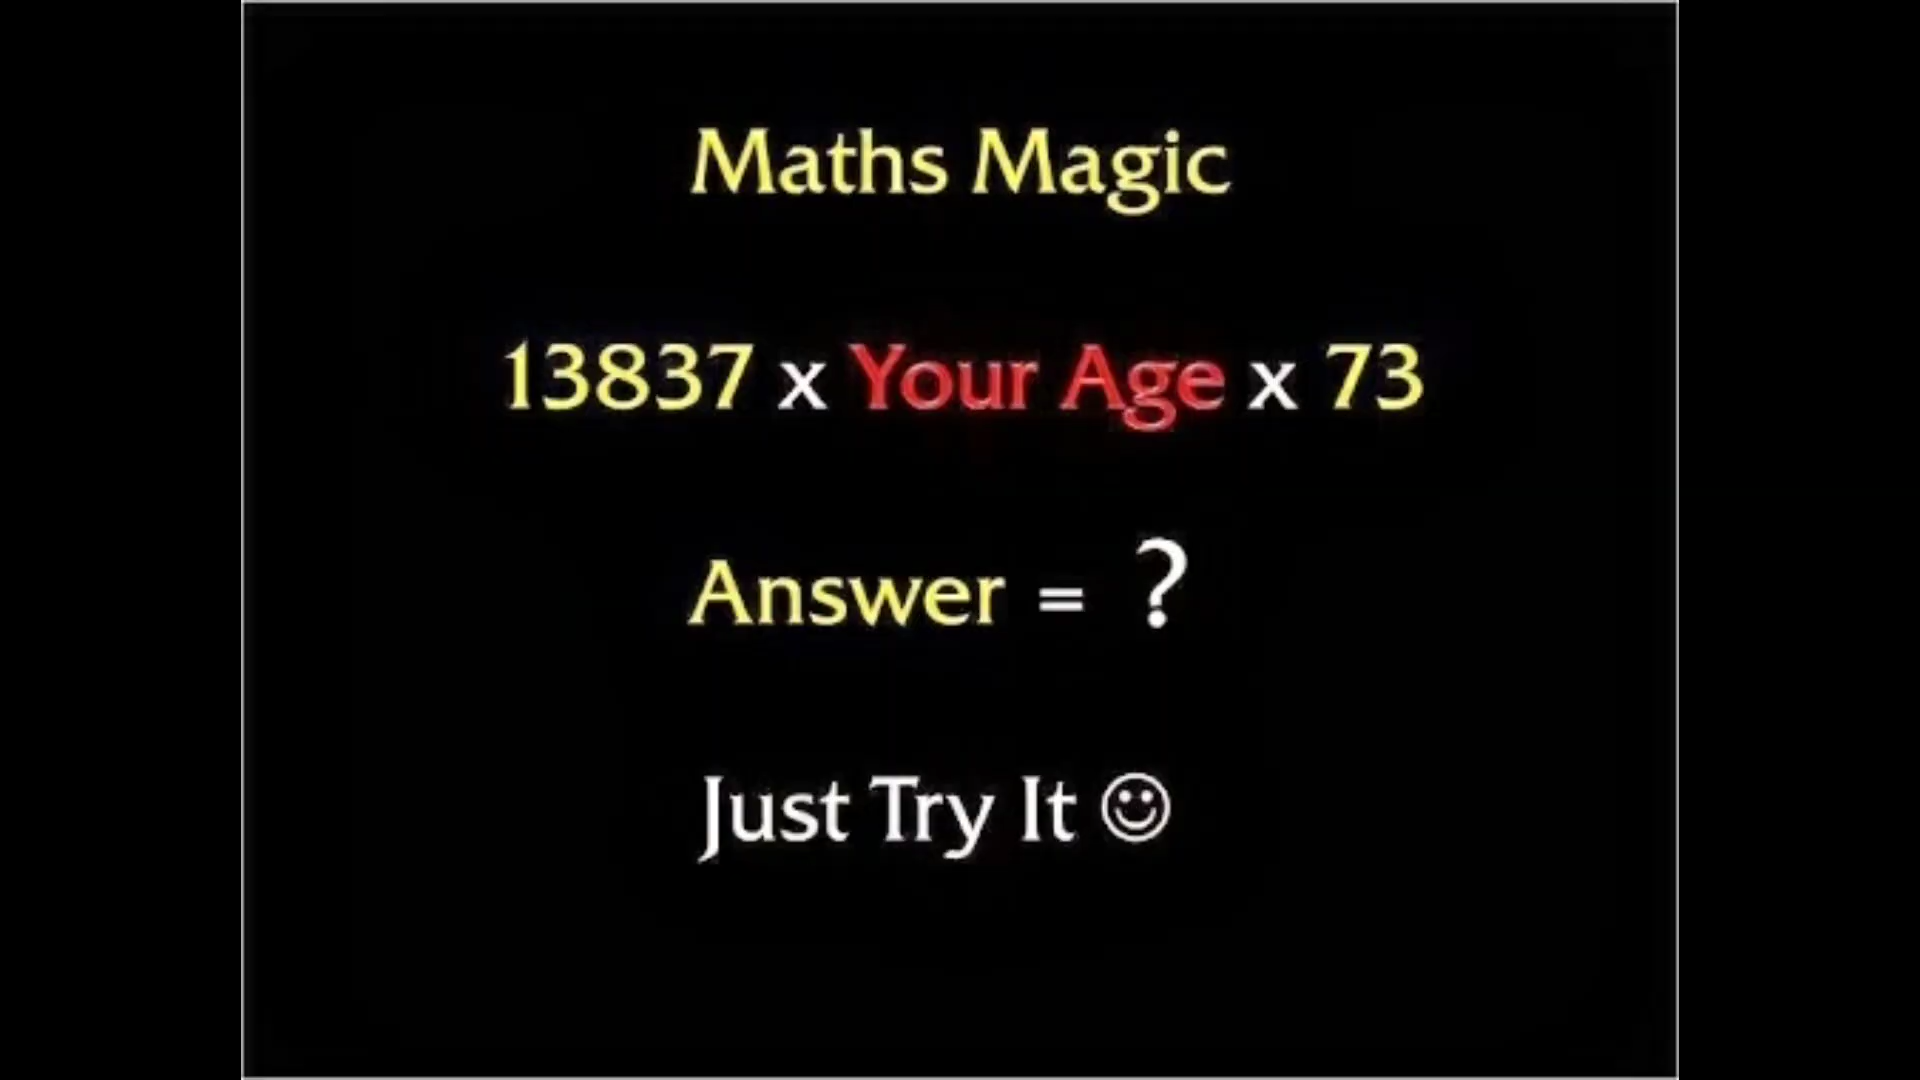 Maths Magic
13837 x Your Age x 73
Answer = ?
Just Try It ☺